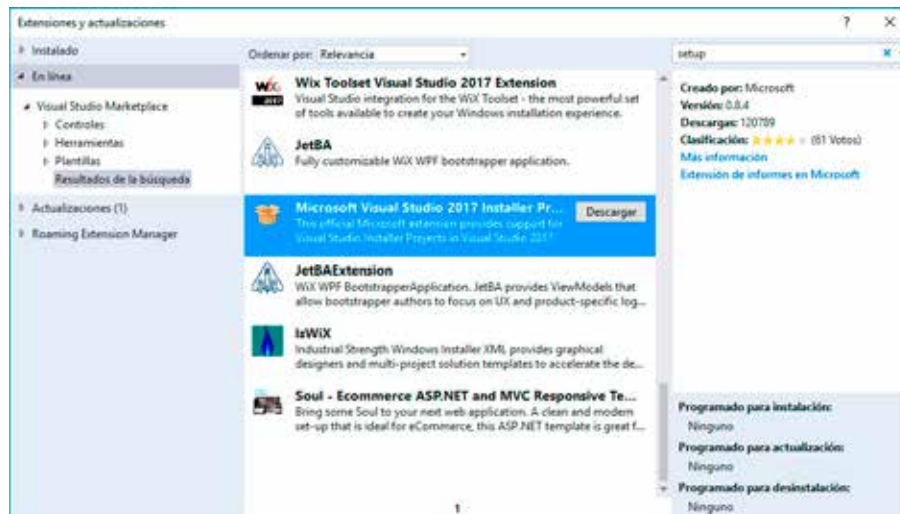 Extensiones y actualizaciones
? ×
Instalado
En línea
Visual Studio Marketplace
Controles
Herramientas
Plantillas
Resultados de la búsqueda
Actualizaciones (1)
Roaming Extension Manager
Ordenar por: Relevancia
WiX
2017
Wix Toolset Visual Studio 2017 Extension
Visual Studio integration for the WiX Toolset - the most powerful set
of tools available to create your Windows installation experience.
JetBA
Fully customizable WiX WPF bootstrapper application.
Microsoft Visual Studio 2017 Installer Pr...
Descargar
This official Microsoft extension provides support for
Visual Studio Installer Projects in Visual Studio 2017
JetBAExtension
WiX WPF BootstrapperApplication. JetBA provides ViewModels that
allow bootstrapper authors to focus on UX and product-specific log...
IsWiX
Industrial Strength Windows Installer XML provides graphical
designers and multi-project solution templates to accelerate the de...
Soul - Ecommerce ASP.NET and MVC Responsive Te...
Bring some Soul to your next web application. A clean and modern
set-up that is ideal for eCommerce, this ASP.NET template is great f...
1
setup
Creado por: Microsoft
Versión: 0.8.4
Descargas: 120789
Clasificación: (61 Votos)
Más información
Extensión de informes en Microsoft
Programado para instalación:
Ninguno
Programado para actualización:
Ninguno
Programado para desinstalación:
Ninguno